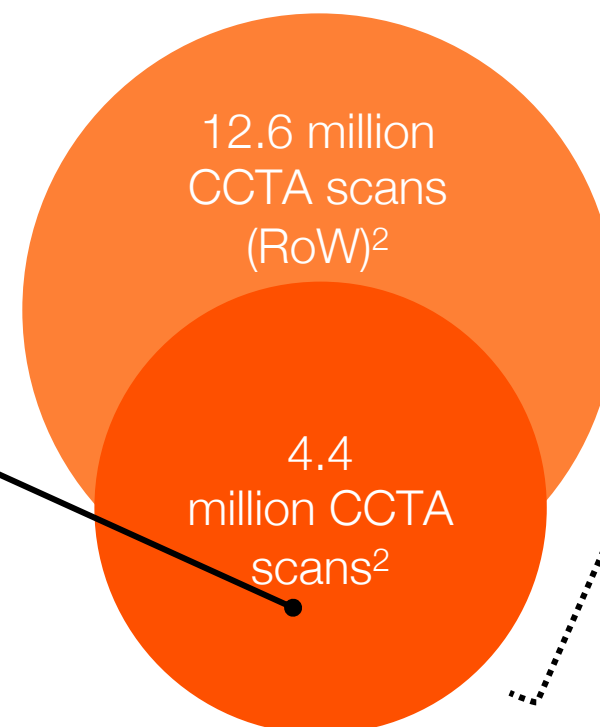 12.6 million
CCTA scans
(RoW)²
4.4
million CCTA
scans²